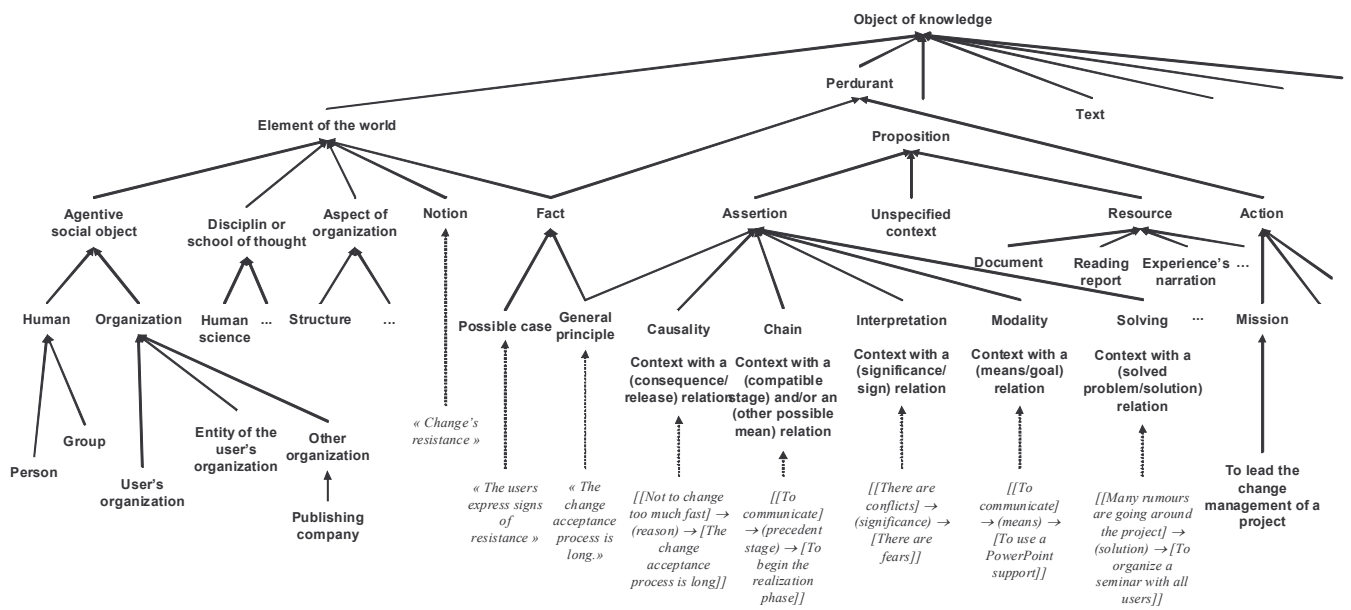 Object of knowledge
Perdurant
Text
Element of the world
Proposition
Agentive
social object
Disciplin or
school of thought
Aspect of
organization
Notion
Fact
Assertion
Unspecified
context
Resource
Action
Document
Reading
report
Experience's
narration
...
Human
Organization
Human
science
...
Structure
...
Possible case
General
principle
Causality
Chain
Interpretation
Modality
Solving
...
Mission
Context with a
(consequence/
release) relation
Context with a
(compatible
stage) and/or an
(other possible
mean) relation
Context with a
(significance/
sign) relation
Context with a
(means/goal)
relation
Context with a
(solved
problem/solution)
relation
« Change's
resistance »
Person
Group
User's
organization
Entity of the
user's
organization
Other
organization
Publishing
company
« The users
express signs
of
resistance »
« The
change
acceptance
process is
long.»
[[Not to change
too much fast] →
(reason) → [The
change
acceptance
process is long]]
[[To
communicate]
→ (precedent
stage) → [To
begin the
realization
phase]]
[[There are
conflicts] →
(significance) →
[There are
fears]]
[[To
communicate]
→ (means) →
[To use a
PowerPoint
support]]
[[Many rumours
are going around
the project] →
(solution) → [To
organize a
seminar with all
users]]
To lead the
change
management of a
project